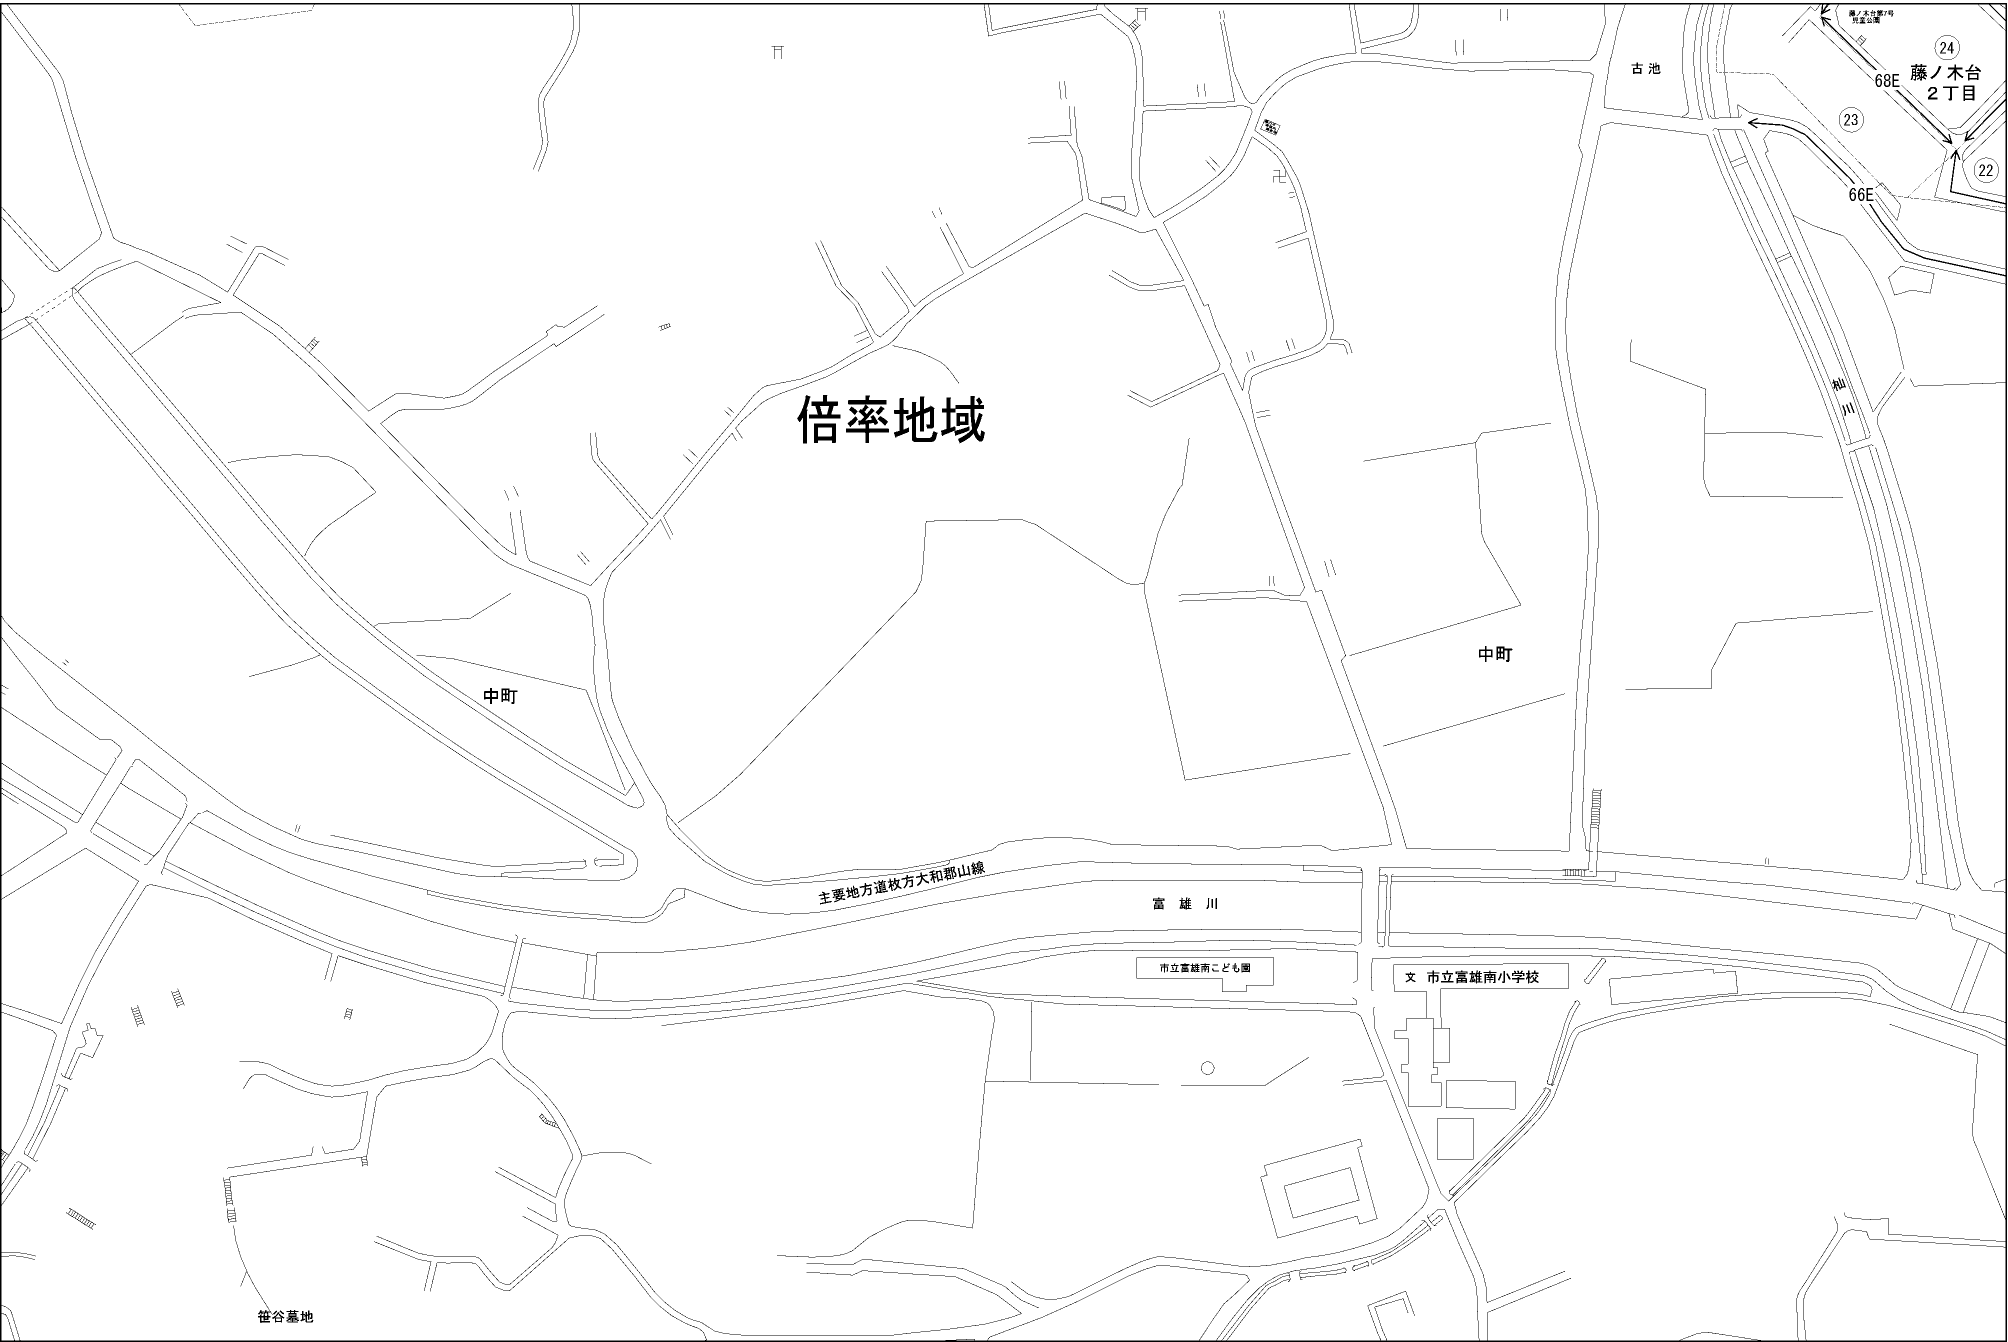 藤ノ木台第7号
児童公園
24
藤ノ木台
2丁目
68E
古池
23
22
66E
杣川
倍率地域
中町
中町
主要地方道枚方大和郡山線
富雄川
市立富雄南こども園
文 市立富雄南小学校
笹谷墓地